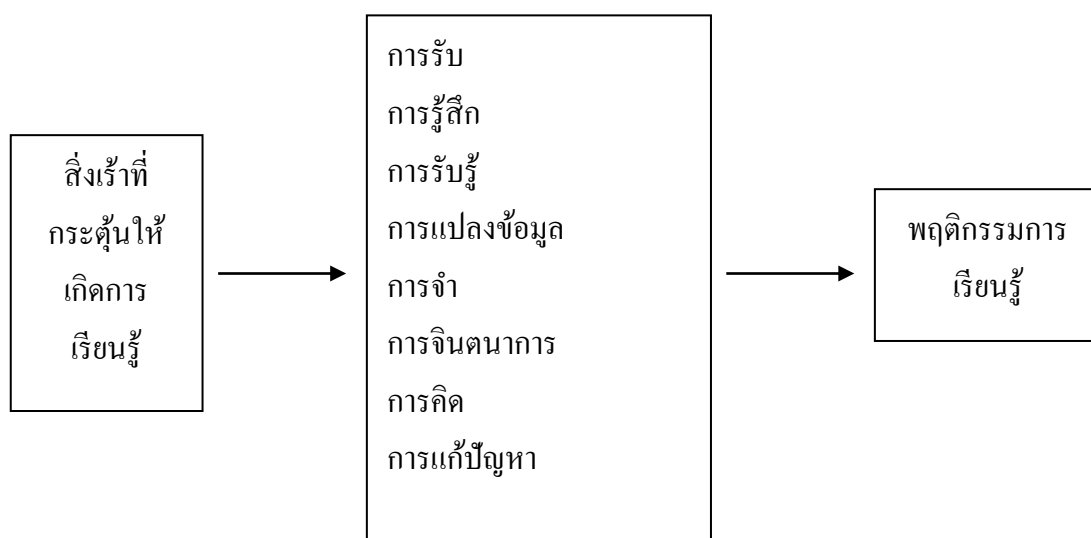 สิ่งเร้าที่
กระตุ้นให้
เกิดการ
เรียนรู้
การรับ
การรู้สึก
การรับรู้
การแปลงข้อมูล
การจำ
การจินตนาการ
การคิด
การแก้ปัญหา
พฤติกรรมการ
เรียนรู้